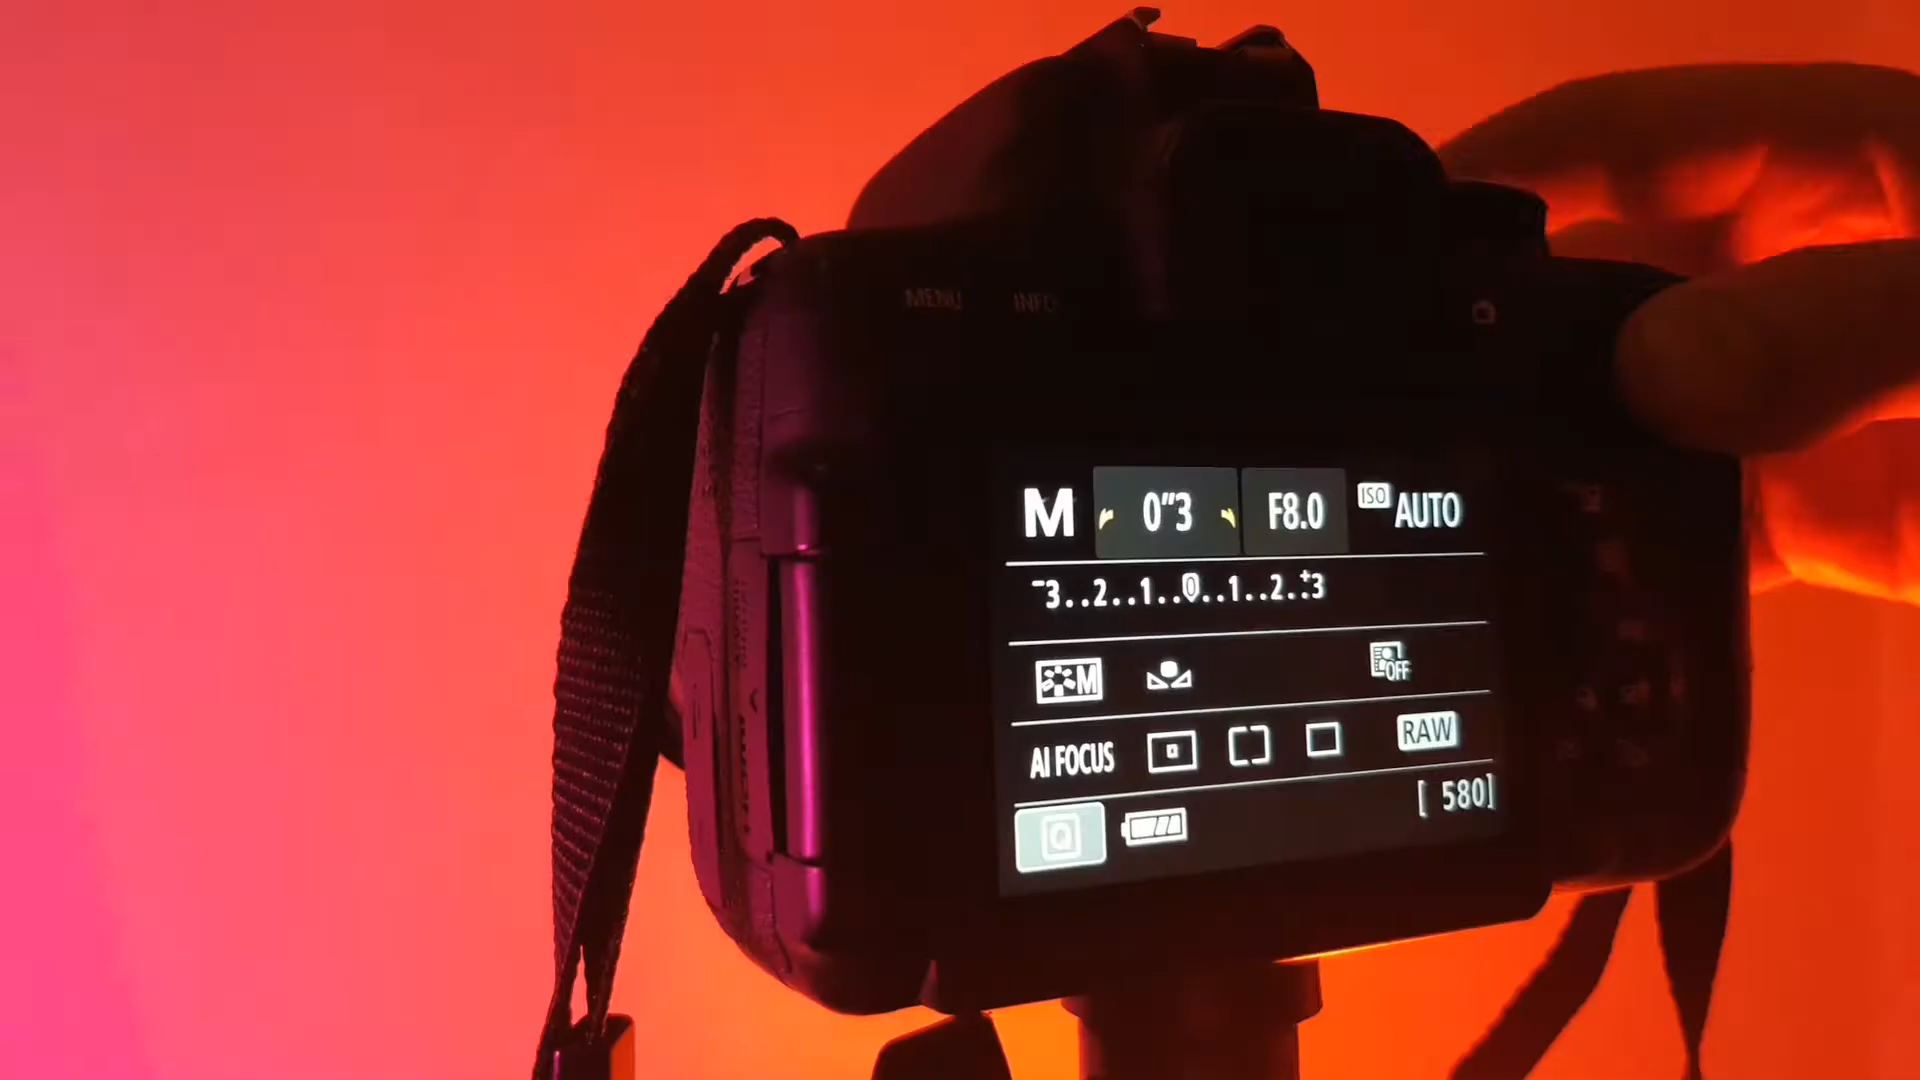 MENU INFO
M 0"3 F8.0 ISO AUTO
-3..2..1..0..1..2..+3
M OFF
AI FOCUS RAW
Q [ 580]